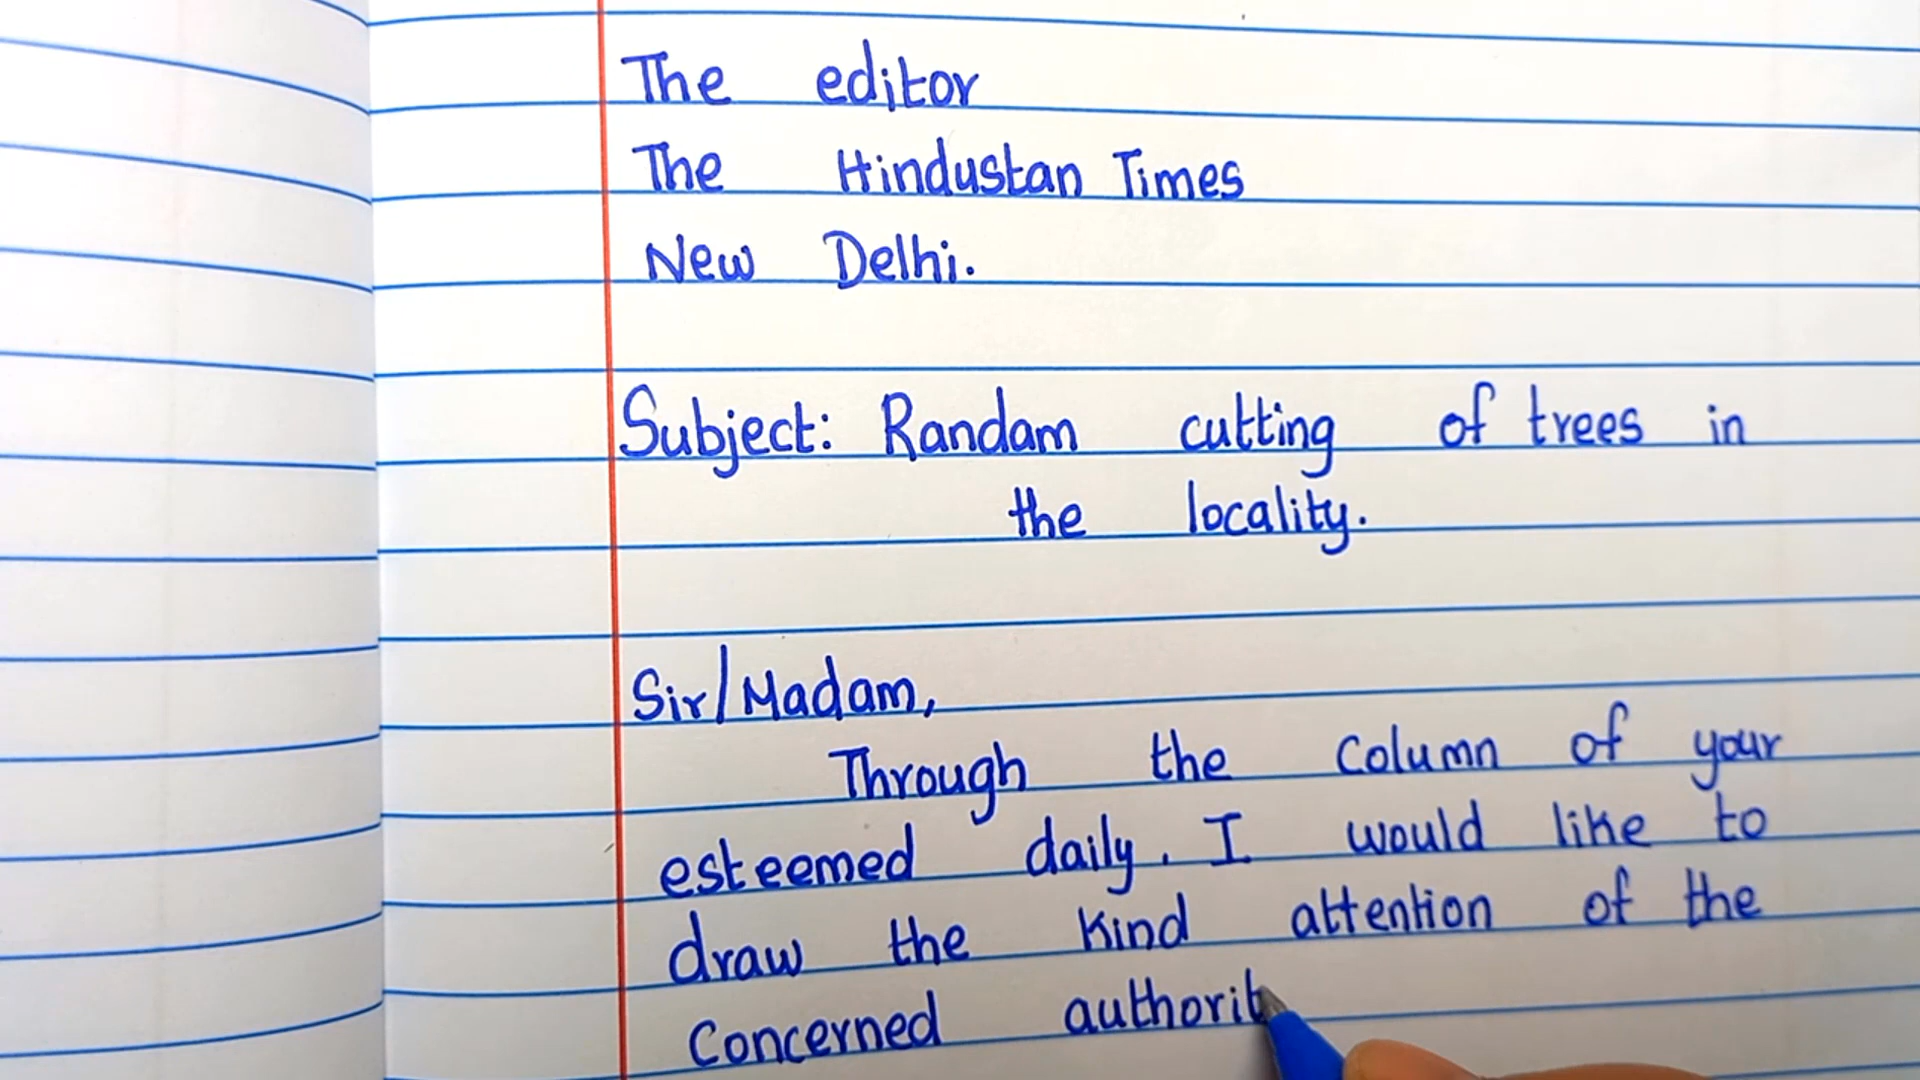 The editor
The Hindustan Times
New Delhi.
Subject: Randam cutting of trees in
the locality.
Sir/Madam,
Through the column of your
esteemed daily. I would like to
draw the kind attention of the
concerned authorit